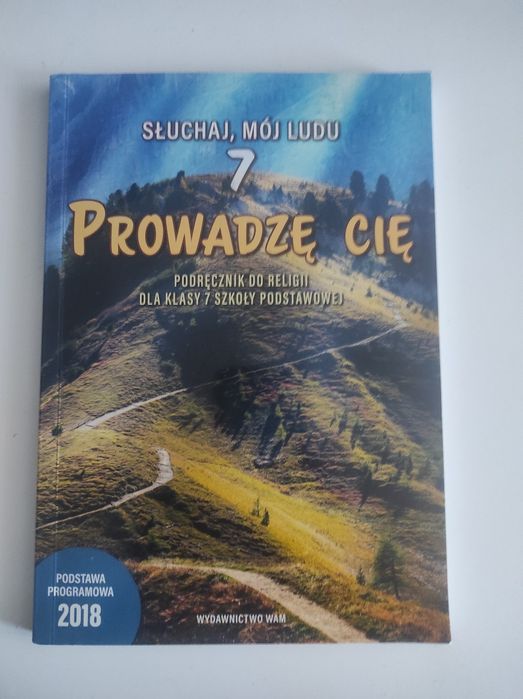 SŁUCHAJ, MÓJ LUDU
7
PROWADZĘ CIĘ
PODRĘCZNIK DO RELIGII
DLA KLASY 7 SZKOŁY PODSTAWOWEJ
PODSTAWA
PROGRAMOWA
2018
WYDAWNICTWO WAM